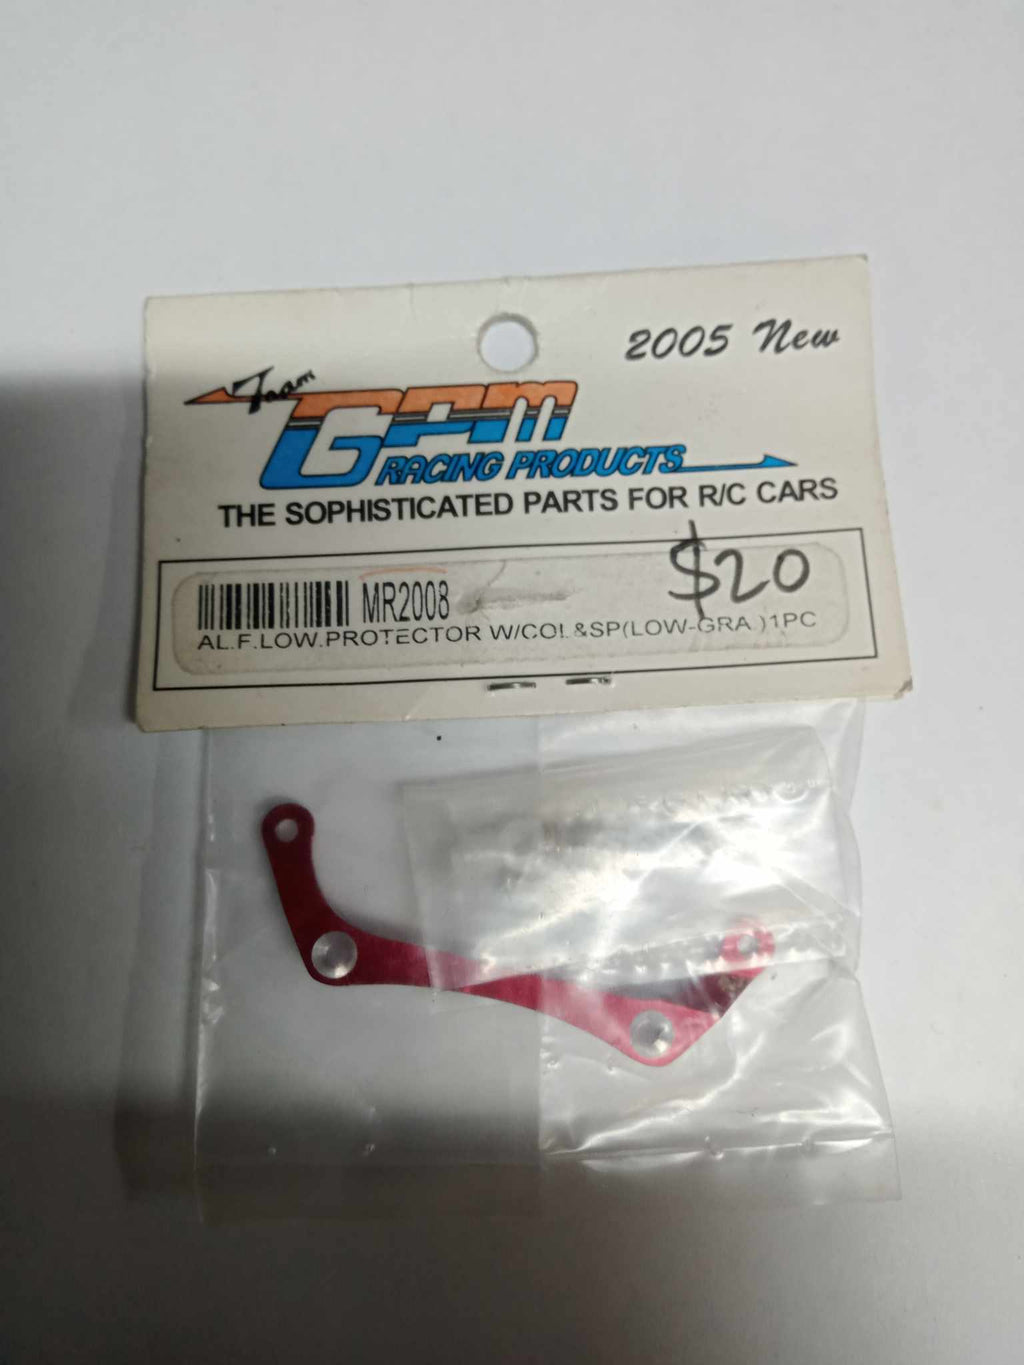 2005 New
Team
GPM
RACING PRODUCTS
THE SOPHISTICATED PARTS FOR R/C CARS
$20
MR2008
AL.F.LOW.PROTECTOR W/COL&SP(LOW-GRA.)1PC